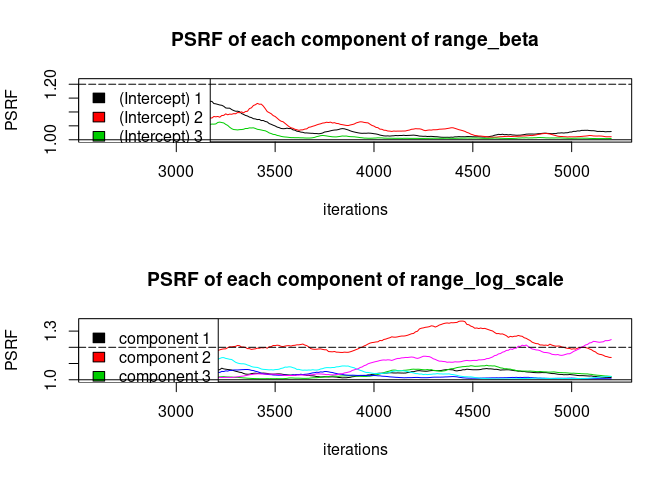 PSRF of each component of range_beta
PSRF
1.00
1.20
(Intercept) 1
(Intercept) 2
(Intercept) 3
3000 3500 4000 4500 5000
iterations
PSRF of each component of range_log_scale
PSRF
1.0
1.3
component 1
component 2
component 3
3000 3500 4000 4500 5000
iterations